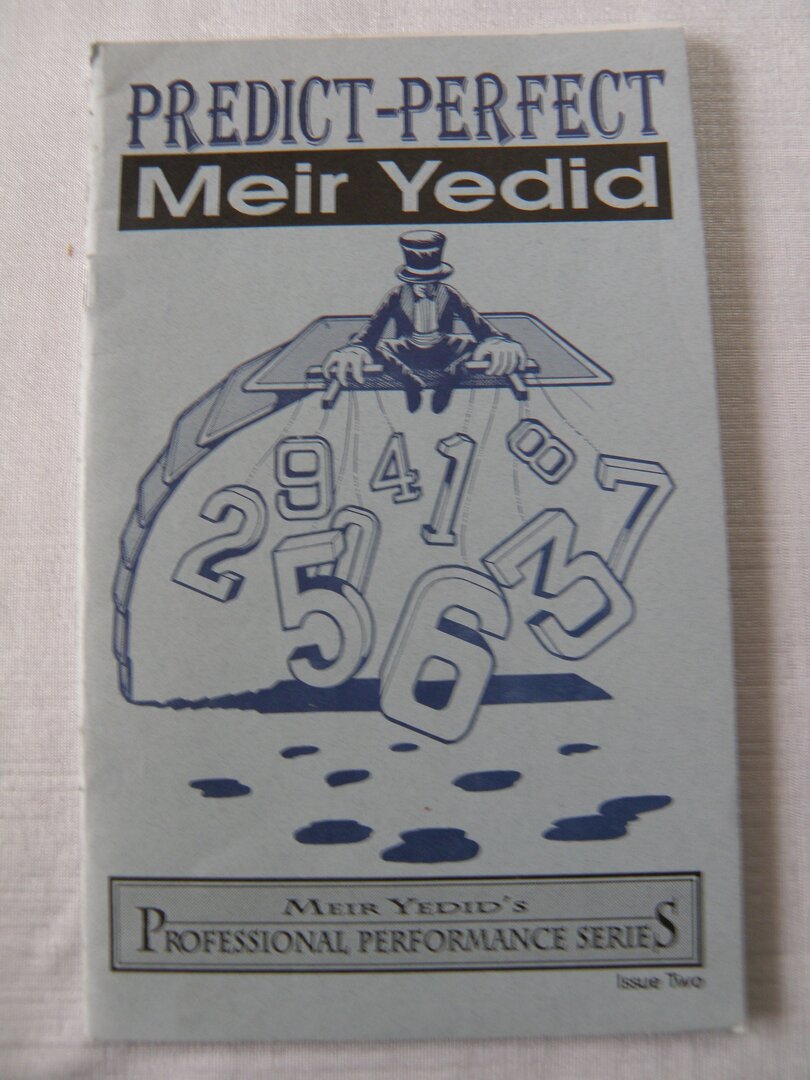 PREDICT-PERFECT
Meir Yedid
2 9 4 1 8 7
5 0 6 3
MEIR YEDID'S
PROFESSIONAL PERFORMANCE SERIES
Issue Two